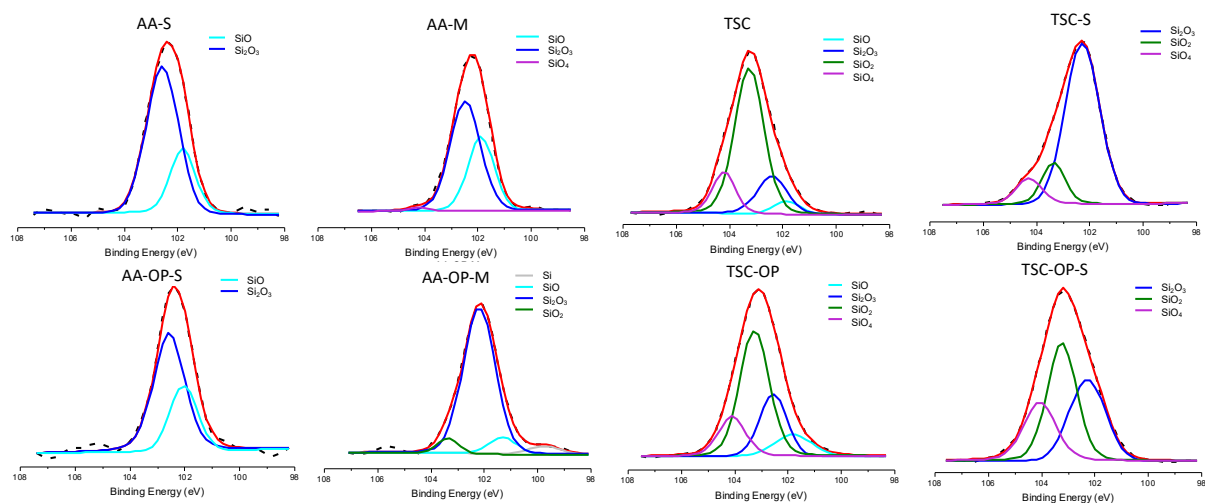 AA-S
SiO
Si₂O₃
108 106 104 102 100 98
Binding Energy (eV)
AA-M
SiO
Si₂O₃
SiO₄
108 106 104 102 100 98
Binding Energy (eV)
TSC
SiO
Si₂O₃
SiO₂
SiO₄
108 106 104 102 100 98
Binding Energy (eV)
TSC-S
Si₂O₃
SiO₂
SiO₄
108 106 104 102 100 98
Binding Energy (eV)
AA-OP-S
SiO
Si₂O₃
108 106 104 102 100 98
Binding Energy (eV)
AA-OP-M
Si
SiO
Si₂O₃
SiO₂
108 106 104 102 100 98
Binding Energy (eV)
TSC-OP
SiO
Si₂O₃
SiO₂
SiO₄
108 106 104 102 100 98
Binding Energy (eV)
TSC-OP-S
Si₂O₃
SiO₂
SiO₄
108 106 104 102 100 98
Binding Energy (eV)